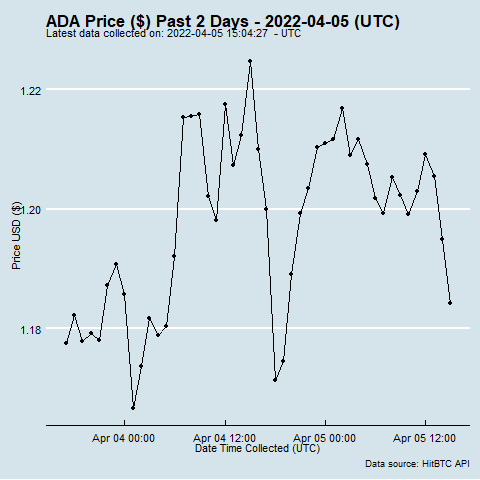 ADA Price ($) Past 2 Days - 2022-04-05 (UTC)
Latest data collected on: 2022-04-05 15:04:27 - UTC
1.22
1.20
1.18
Price USD ($)
Apr 04 00:00 Apr 04 12:00 Apr 05 00:00 Apr 05 12:00
Date Time Collected (UTC)
Data source: HitBTC API